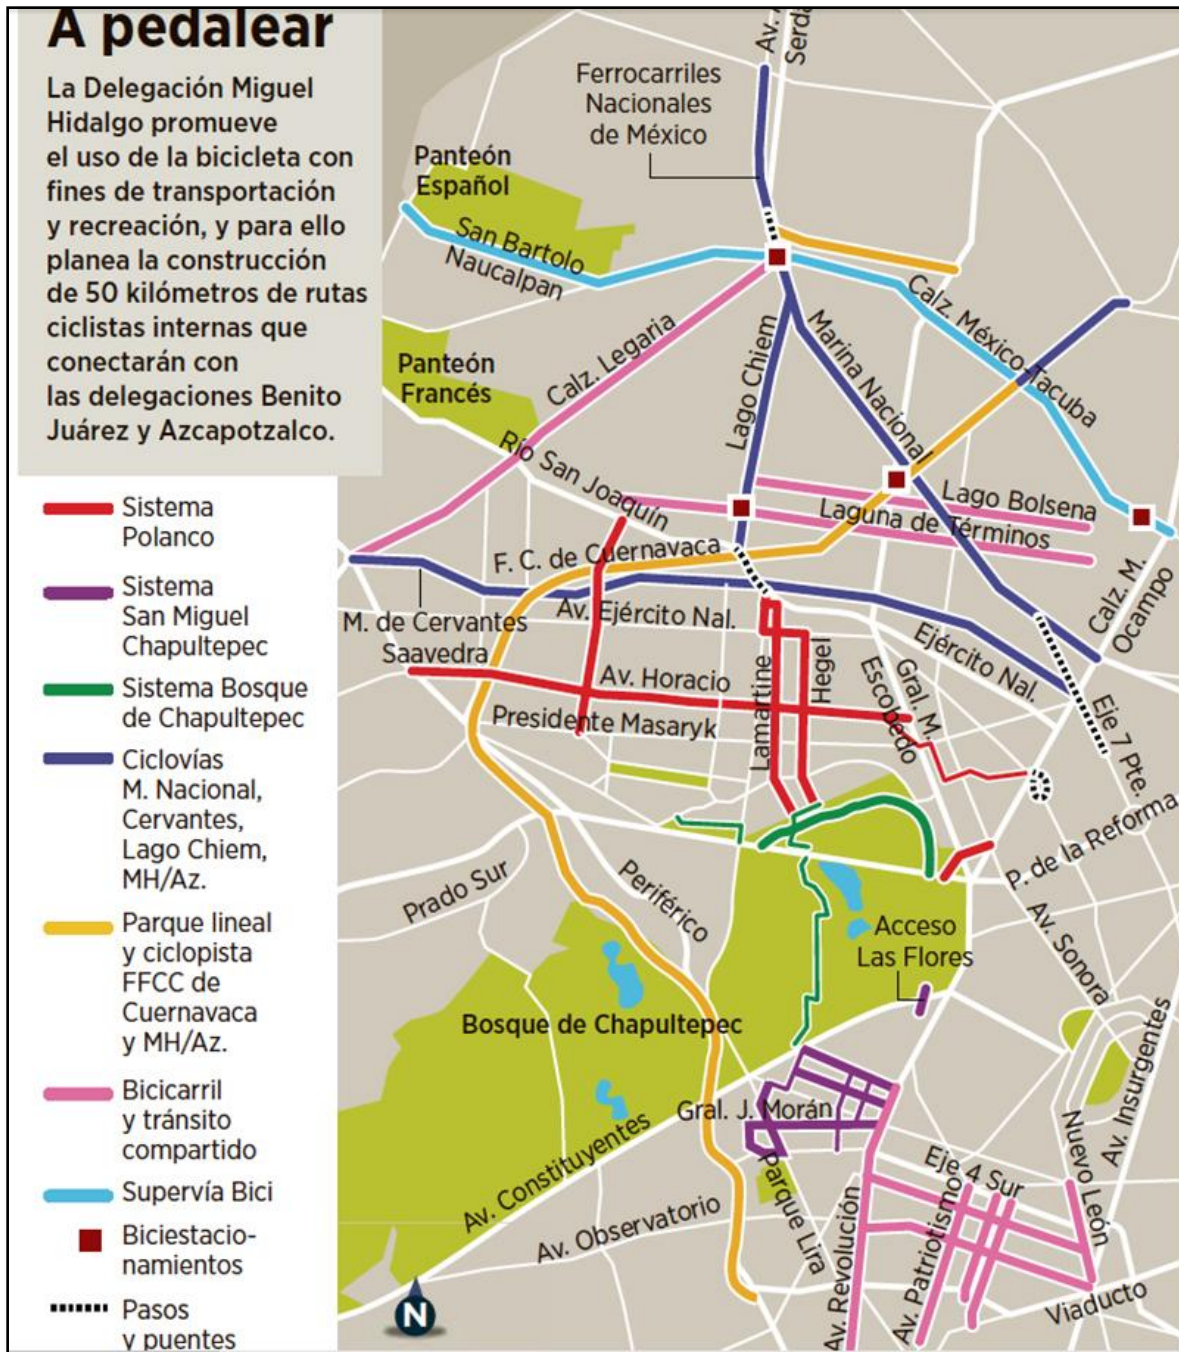 A pedalear
La Delegación Miguel
Hidalgo promueve
el uso de la bicicleta con
fines de transportación
y recreación, y para ello
planea la construcción
de 50 kilómetros de rutas
ciclistas internas que
conectarán con
las delegaciones Benito
Juárez y Azcapotzalco.
Sistema
Polanco
Sistema
San Miguel
Chapultepec
Sistema Bosque
de Chapultepec
Ciclovías
M. Nacional,
Cervantes,
Lago Chiem,
MH/Az.
Parque lineal
y ciclopista
FFCC de
Cuernavaca
y MH/Az.
Bicicarril
y tránsito
compartido
Supervía Bici
Biciestacio-
namientos
Pasos
y puentes
Av.
Serdá
Ferrocarriles
Nacionales
de México
Panteón
Español
San Bartolo
Naucalpan
Calz. México-Tacuba
Panteón
Francés
Calz. Legaria
Lago Chiem
Marina Nacional
Río San Joaquín
Lago Bolsena
Laguna de Términos
F. C. de Cuernavaca
Calz. M.
Ocampo
M. de Cervantes
Saavedra
Av. Ejército Nal.
Ejército Nal.
Av. Horacio
Lamartine
Hegel
Gral. M.
Escobedo
Presidente Masaryk
Eje 7 Pte.
P. de la Reforma
Prado Sur
Periférico
Acceso
Las Flores
Av. Sonora
Bosque de Chapultepec
Av. Insurgentes
Gral. J. Morán
Av. Constituyentes
Parque Lira
Eje 4 Sur
Nuevo León
Av. Observatorio
Av. Revolución
Av. Patriotismo
Viaducto
N